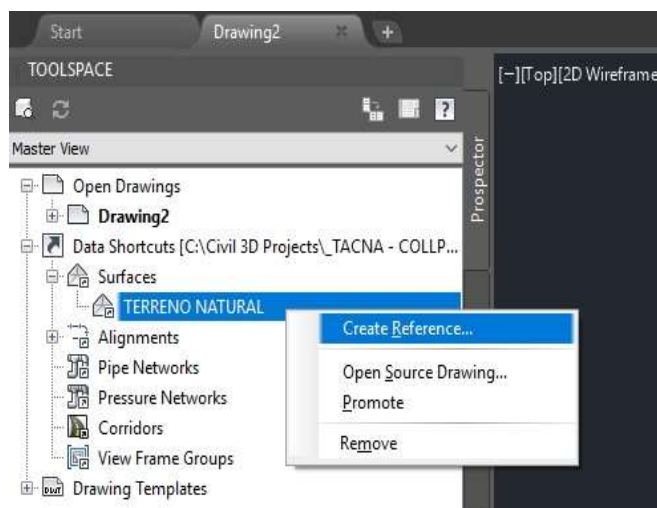 Start
Drawing2
TOOLSPACE
[−][Top][2D Wireframe
Master View
Prospector
Open Drawings
Drawing2
Data Shortcuts [C:\Civil 3D Projects\_TACNA - COLLP...
Surfaces
TERRENO NATURAL
Alignments
Pipe Networks
Pressure Networks
Corridors
View Frame Groups
Drawing Templates
Create Reference...
Open Source Drawing...
Promote
Remove